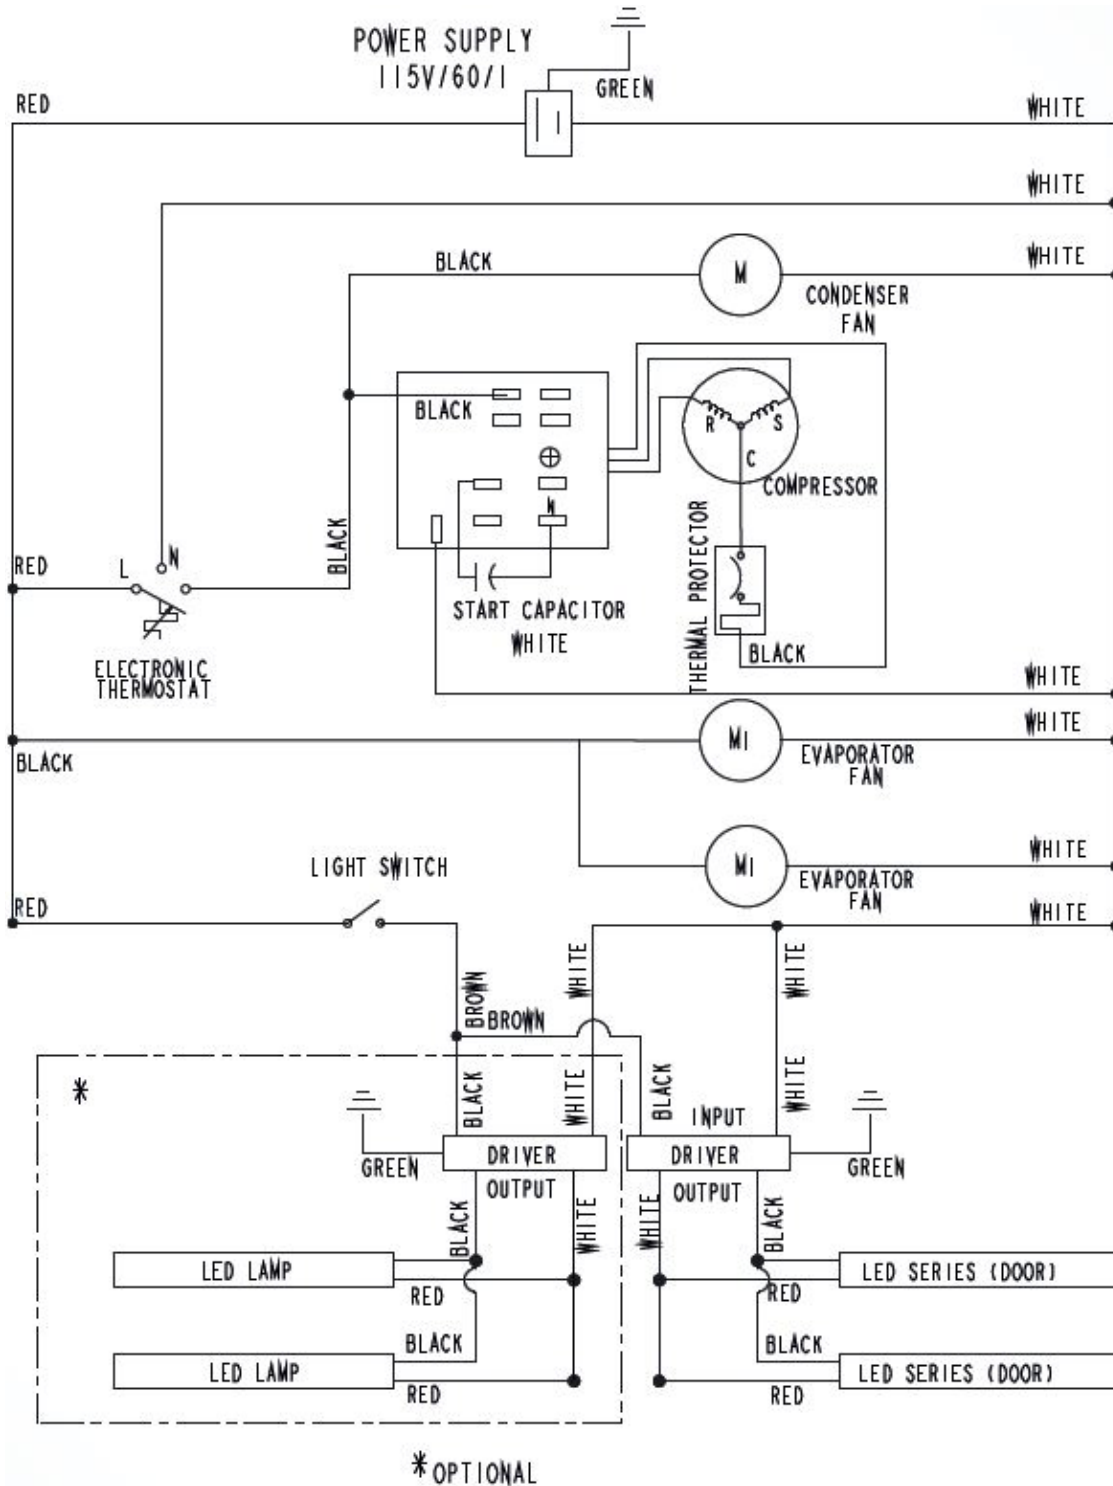 POWER SUPPLY
115V/60/1
GREEN
RED
WHITE
WHITE
BLACK
M
WHITE
CONDENSER
FAN
BLACK
R
S
C
COMPRESSOR
W
BLACK
THERMAL PROTECTOR
RED
L
N
START CAPACITOR
WHITE
BLACK
ELECTRONIC
THERMOSTAT
WHITE
WHITE
M1
BLACK
EVAPORATOR
FAN
LIGHT SWITCH
M1
WHITE
EVAPORATOR
FAN
RED
WHITE
WHITE
WHITE
BROWN
BROWN
*
BLACK
WHITE
BLACK
WHITE
INPUT
GREEN
DRIVER
DRIVER
GREEN
OUTPUT
OUTPUT
BLACK
WHITE
WHITE
BLACK
LED LAMP
LED SERIES (DOOR)
RED
RED
BLACK
BLACK
LED LAMP
LED SERIES (DOOR)
RED
RED
*OPTIONAL